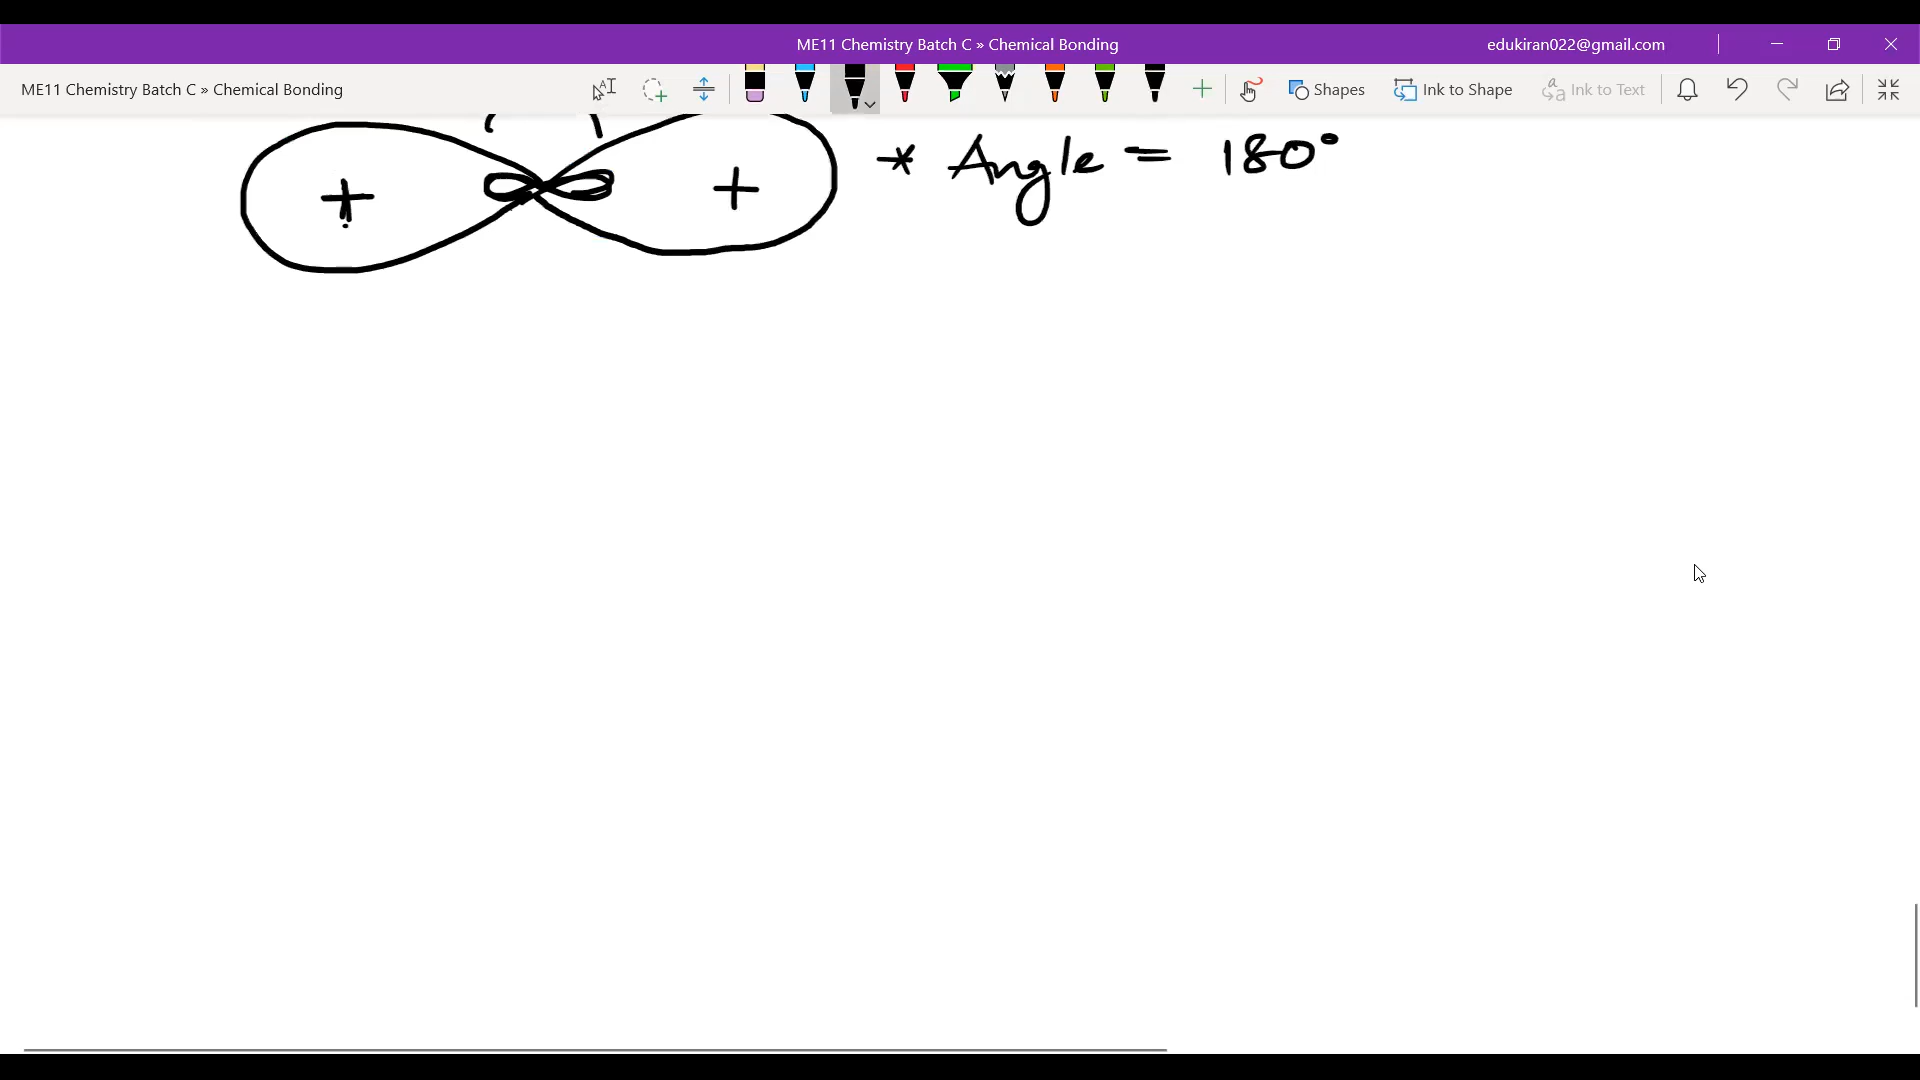 ME11 Chemistry Batch C » Chemical Bonding
edukiran022@gmail.com
ME11 Chemistry Batch C » Chemical Bonding
Shapes
Ink to Shape
Ink to Text
* Angle = 180°
+ +